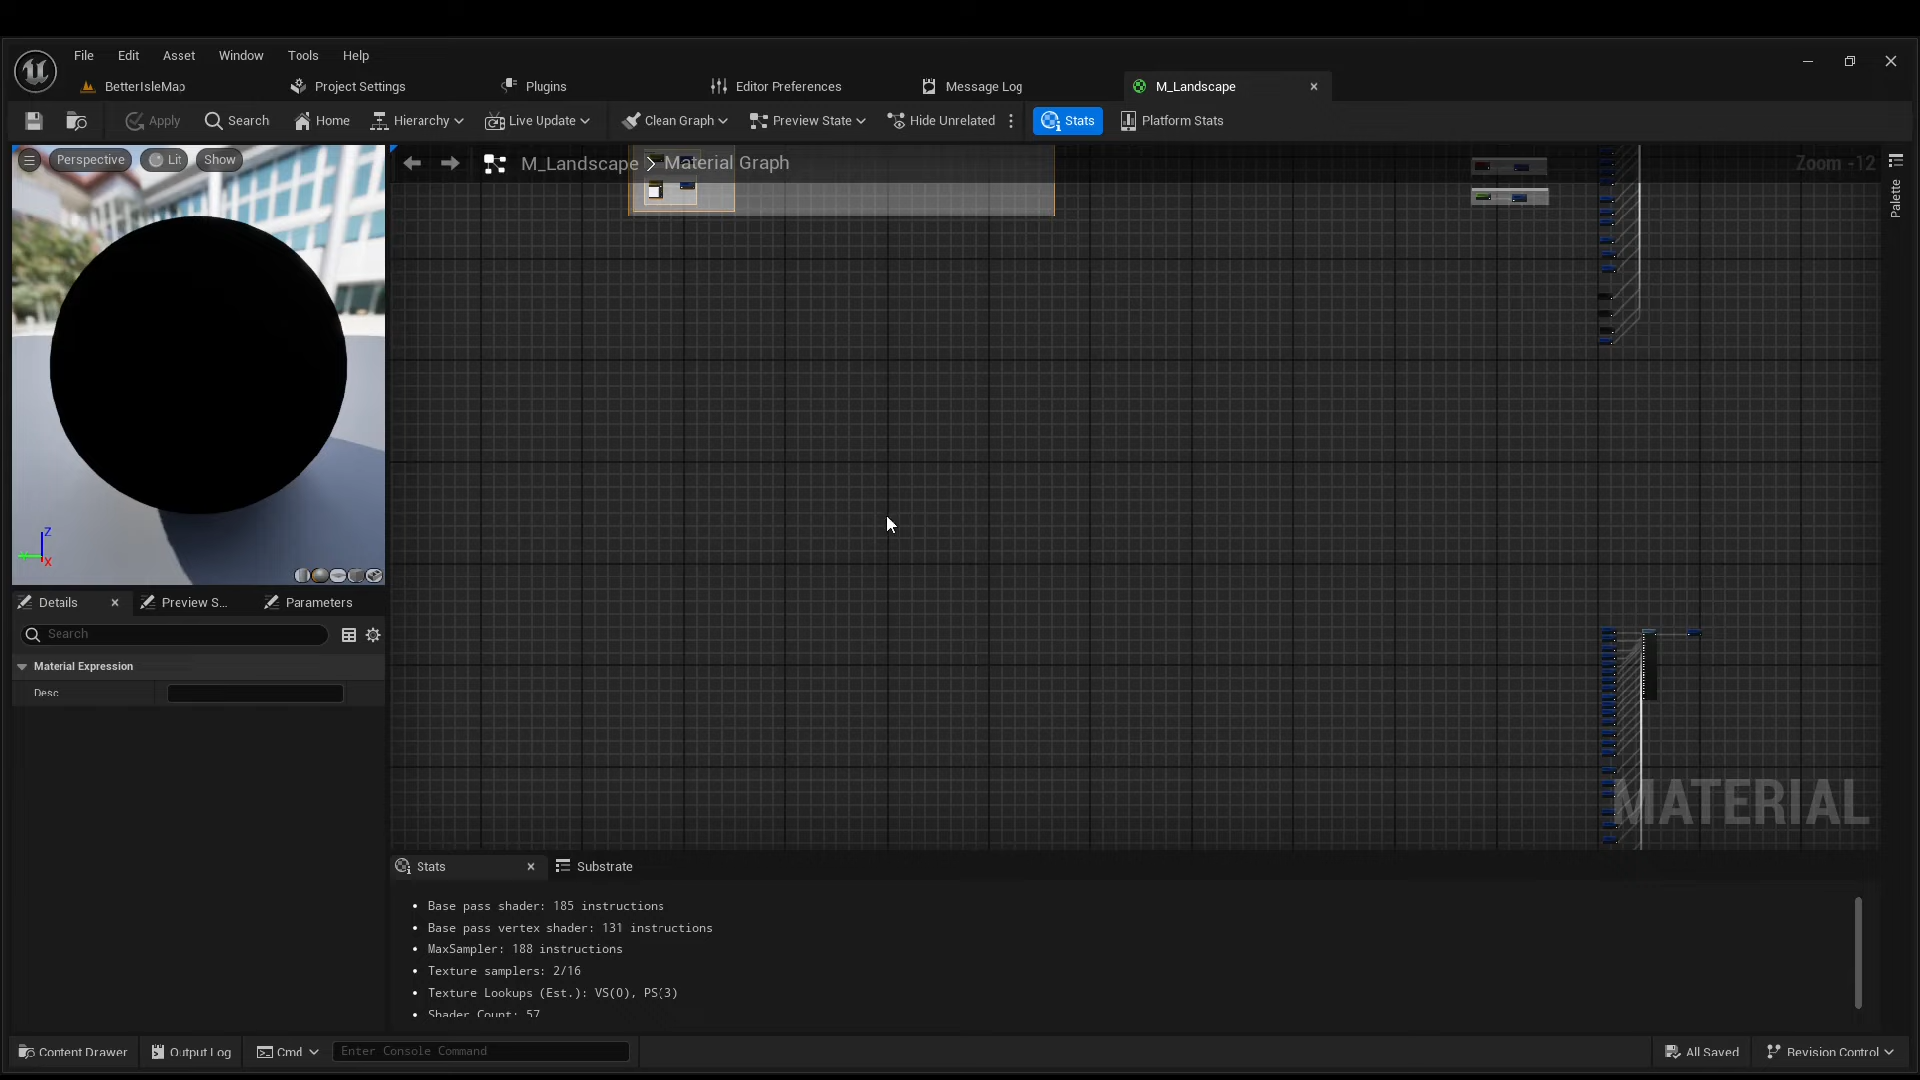 File Edit Asset Window Tools Help
BetterIsleMap Project Settings Plugins Editor Preferences Message Log M_Landscape
Apply Search Home Hierarchy Live Update Clean Graph Preview State Hide Unrelated Stats Platform Stats
Perspective Lit Show
M_Landscape > Material Graph
Zoom -12
Palette
Z
X
Details Preview S... Parameters
Search
Material Expression
Desc
MATERIAL
Stats Substrate
• Base pass shader: 185 instructions
• Base pass vertex shader: 131 instructions
• MaxSampler: 188 instructions
• Texture samplers: 2/16
• Texture Lookups (Est.): VS(0), PS(3)
• Shader Count: 57
Content Drawer Output Log Cmd Enter Console Command All Saved Revision Control